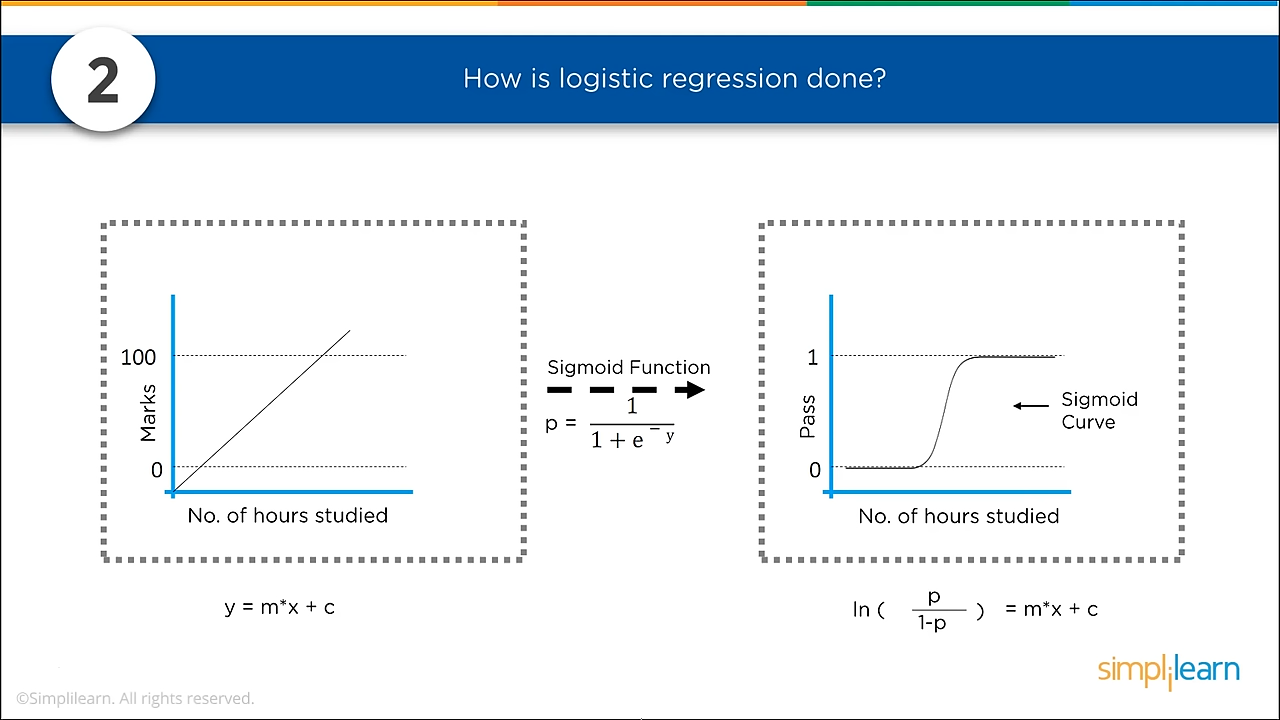 2
How is logistic regression done?
100
Marks
0
No. of hours studied
y = m*x + c
Sigmoid Function
p = 1
1 + e ⁻ y
1
Pass
0
Sigmoid
Curve
No. of hours studied
ln ( p ) = m*x + c
1-p
simplilearn
©Simplilearn. All rights reserved.